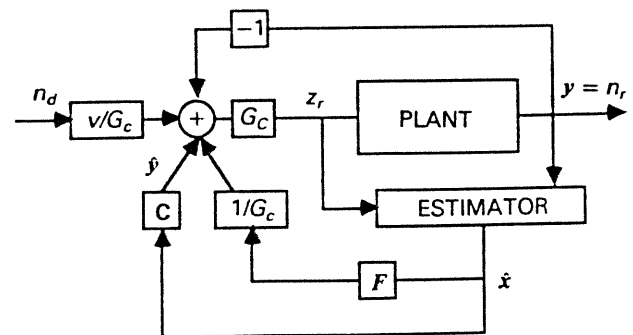 −1
n_d
z_r
y = n_r
v/G_c
+
G_C
PLANT
ŷ
C
1/G_c
ESTIMATOR
F
x̂